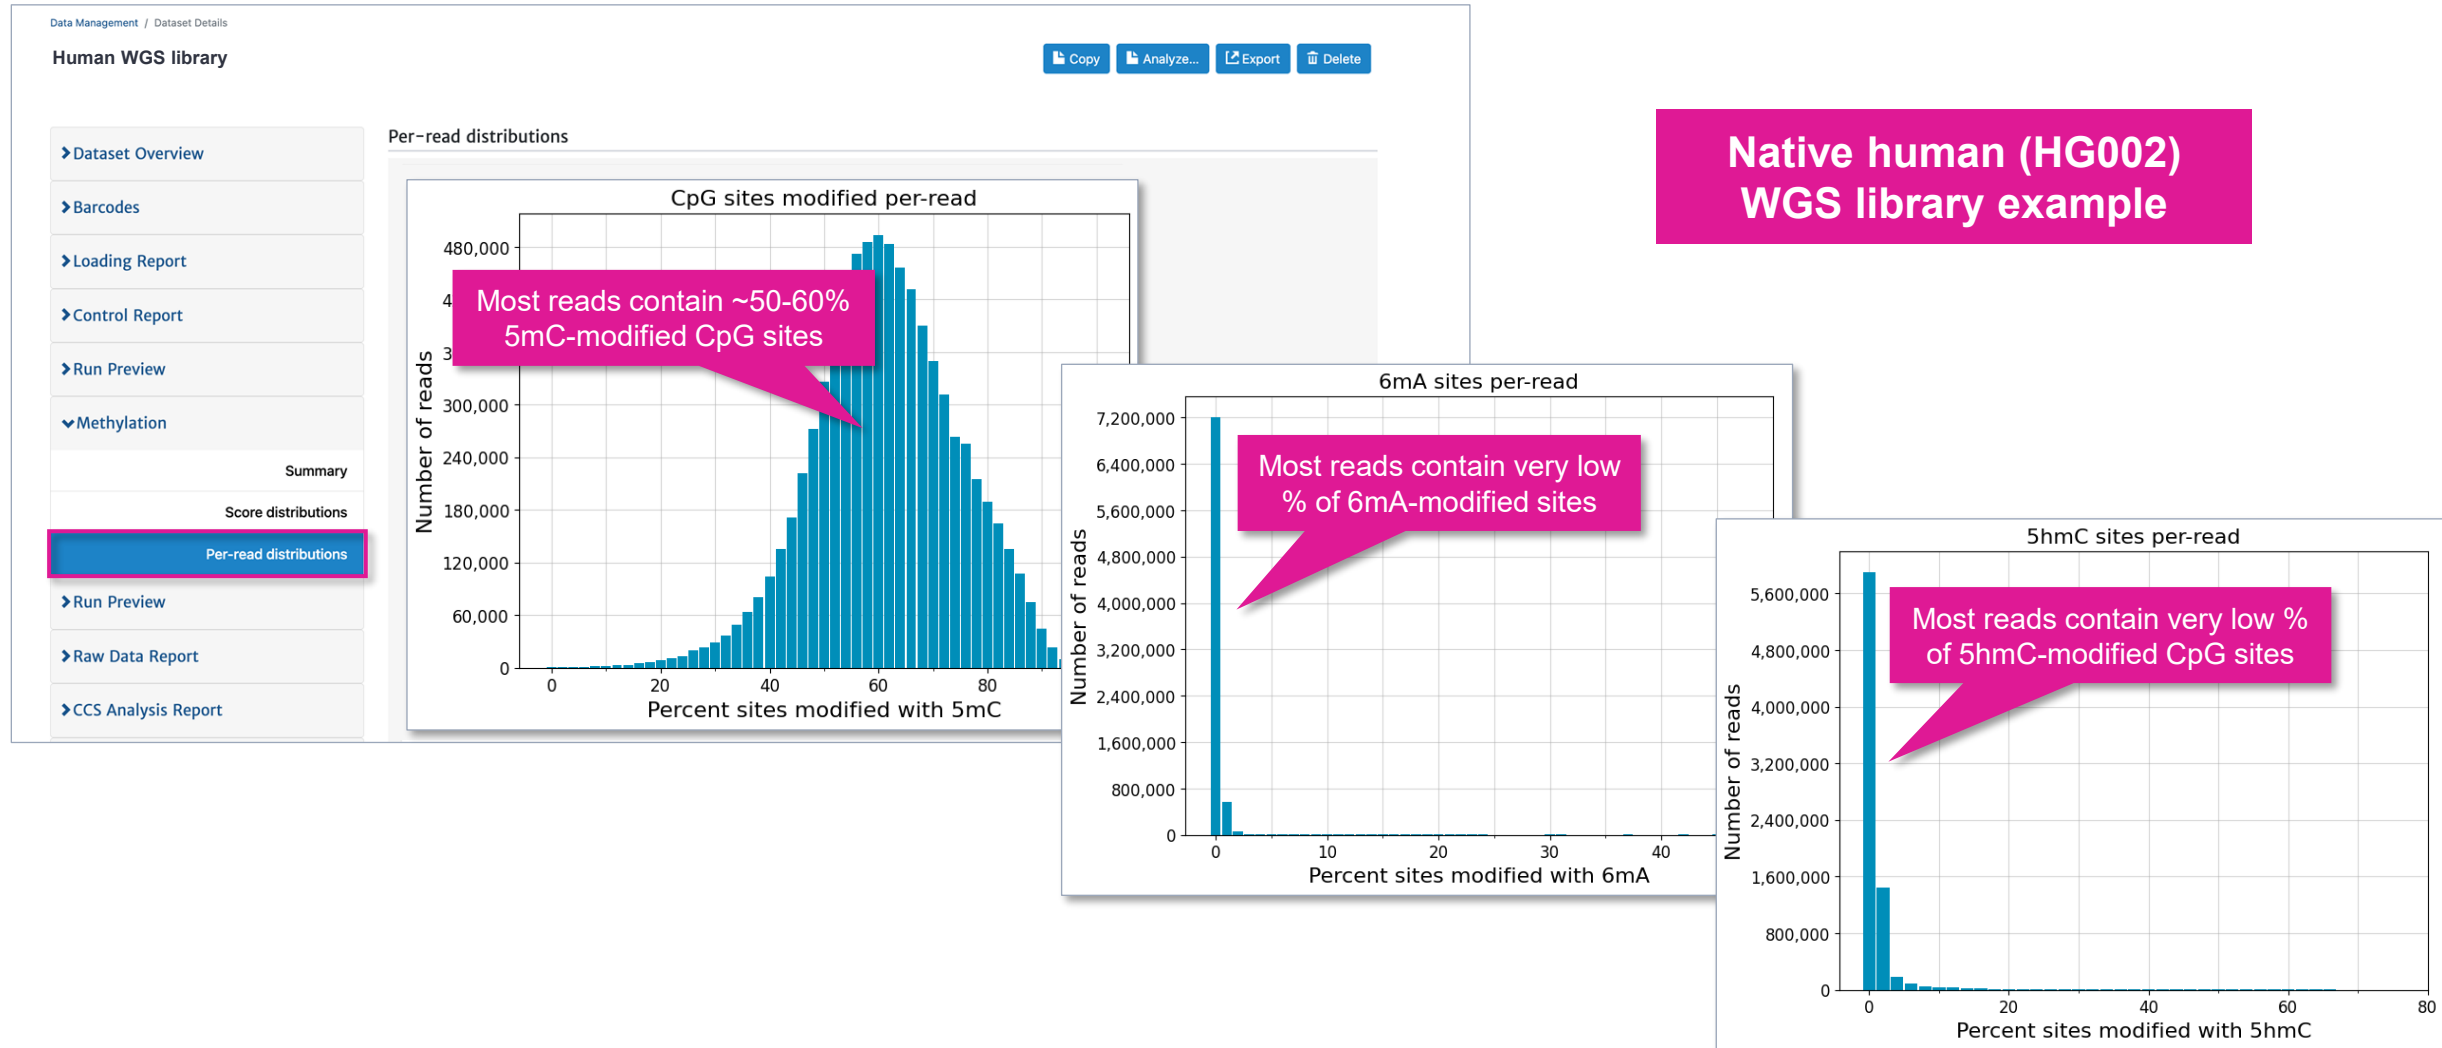 Data Management / Dataset Details
Human WGS library
Copy
Analyze...
Export
Delete
Dataset Overview
Barcodes
Loading Report
Control Report
Run Preview
Methylation
Summary
Score distributions
Per-read distributions
Run Preview
Raw Data Report
CCS Analysis Report
Per-read distributions
CpG sites modified per-read
Number of reads
480,000
4
3
300,000
240,000
180,000
120,000
60,000
0
0 20 40 60 80
Percent sites modified with 5mC
Most reads contain ~50-60%
5mC-modified CpG sites
Native human (HG002)
WGS library example
6mA sites per-read
Number of reads
7,200,000
6,400,000
5,600,000
4,800,000
4,000,000
3,200,000
2,400,000
1,600,000
800,000
0
0 10 20 30 40
Percent sites modified with 6mA
Most reads contain very low
% of 6mA-modified sites
5hmC sites per-read
Number of reads
5,600,000
4,800,000
4,000,000
3,200,000
2,400,000
1,600,000
800,000
0
0 20 40 60 80
Percent sites modified with 5hmC
Most reads contain very low %
of 5hmC-modified CpG sites